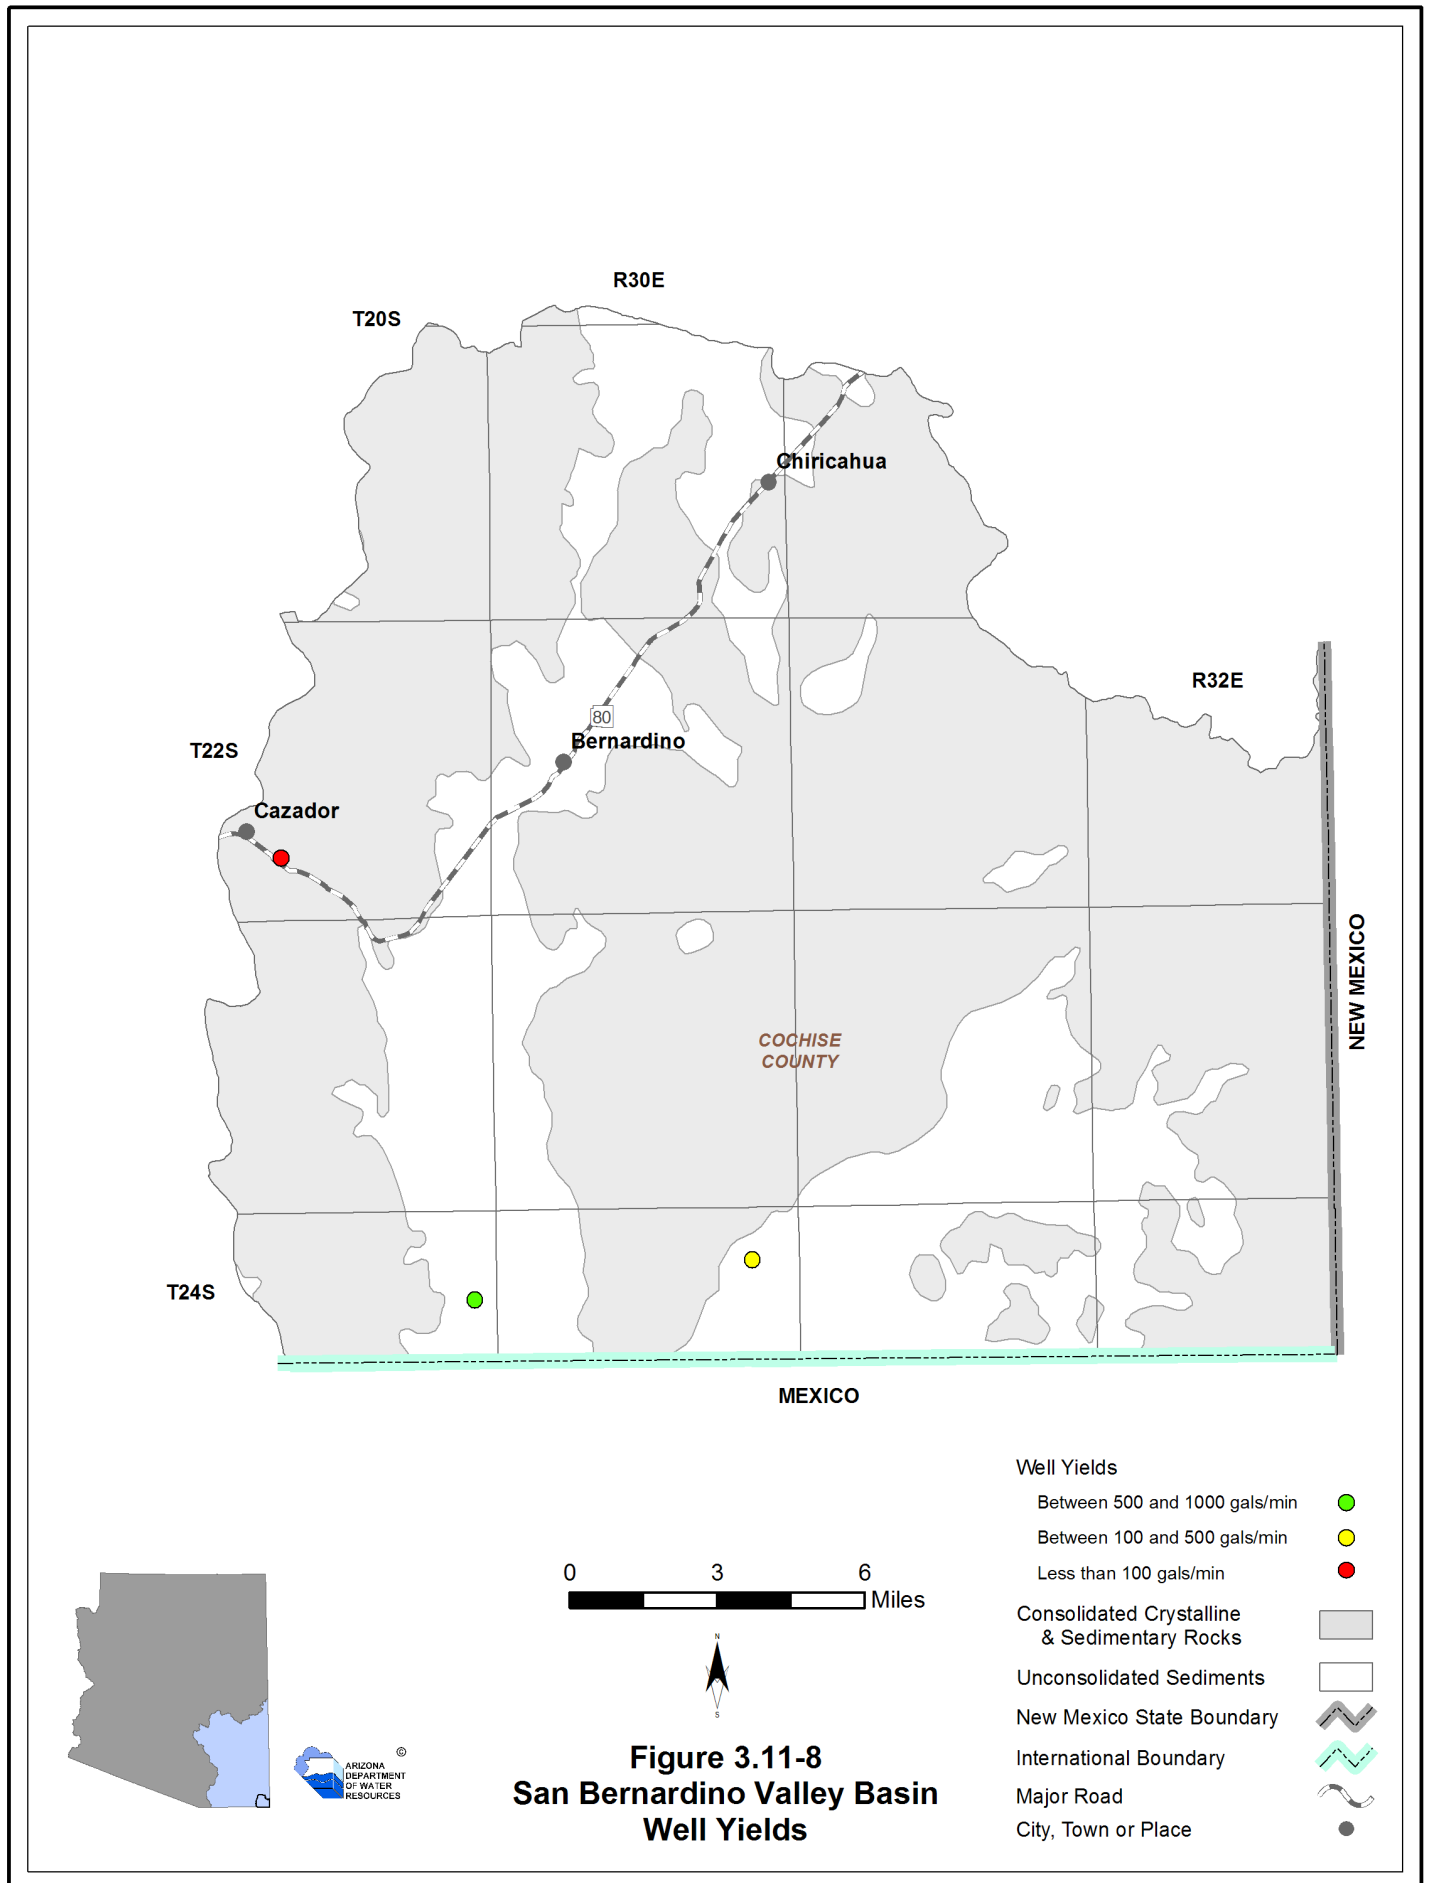 R30E
T20S
Chiricahua
R32E
80
T22S
Bernardino
Cazador
NEW MEXICO
COCHISE
COUNTY
T24S
MEXICO
Well Yields
Between 500 and 1000 gals/min
Between 100 and 500 gals/min
Less than 100 gals/min
Consolidated Crystalline
& Sedimentary Rocks
Unconsolidated Sediments
New Mexico State Boundary
International Boundary
Major Road
City, Town or Place
0 3 6
Miles
N
S
©
ARIZONA
DEPARTMENT
OF WATER
RESOURCES
Figure 3.11-8
San Bernardino Valley Basin
Well Yields